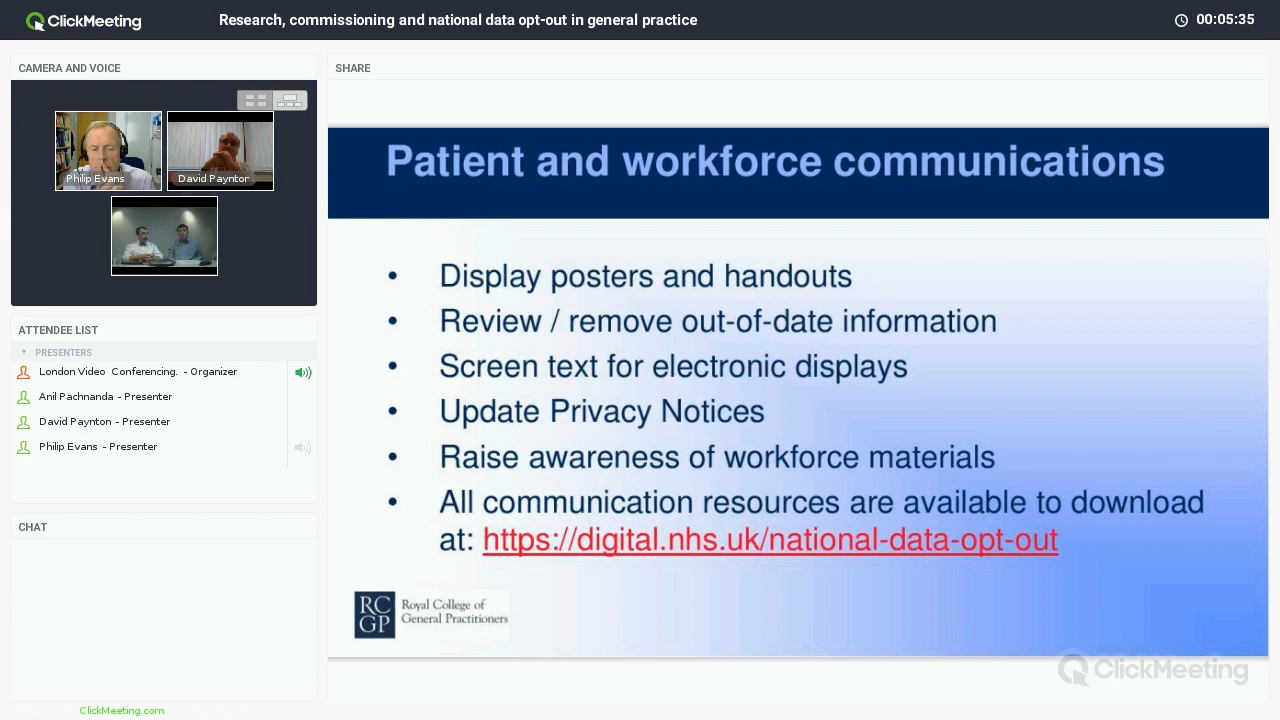 ClickMeeting
Research, commissioning and national data opt-out in general practice
00:05:35
CAMERA AND VOICE
Philip Evans
David Payntor
ATTENDEE LIST
PRESENTERS
London Video Conferencing. - Organizer
Anil Pachnanda - Presenter
David Paynton - Presenter
Philip Evans - Presenter
CHAT
ClickMeeting.com
SHARE
Patient and workforce communications
• Display posters and handouts
• Review / remove out-of-date information
• Screen text for electronic displays
• Update Privacy Notices
• Raise awareness of workforce materials
• All communication resources are available to download
at: https://digital.nhs.uk/national-data-opt-out
RC
GP
Royal College of
General Practitioners
ClickMeeting